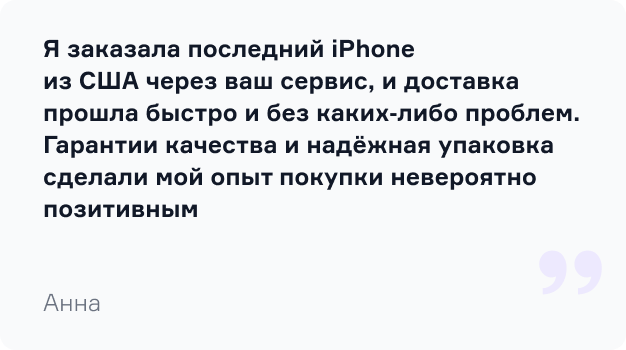 Я заказала последний iPhone
из США через ваш сервис, и доставка
прошла быстро и без каких-либо проблем.
Гарантии качества и надёжная упаковка
сделали мой опыт покупки невероятно
позитивным
”
Анна